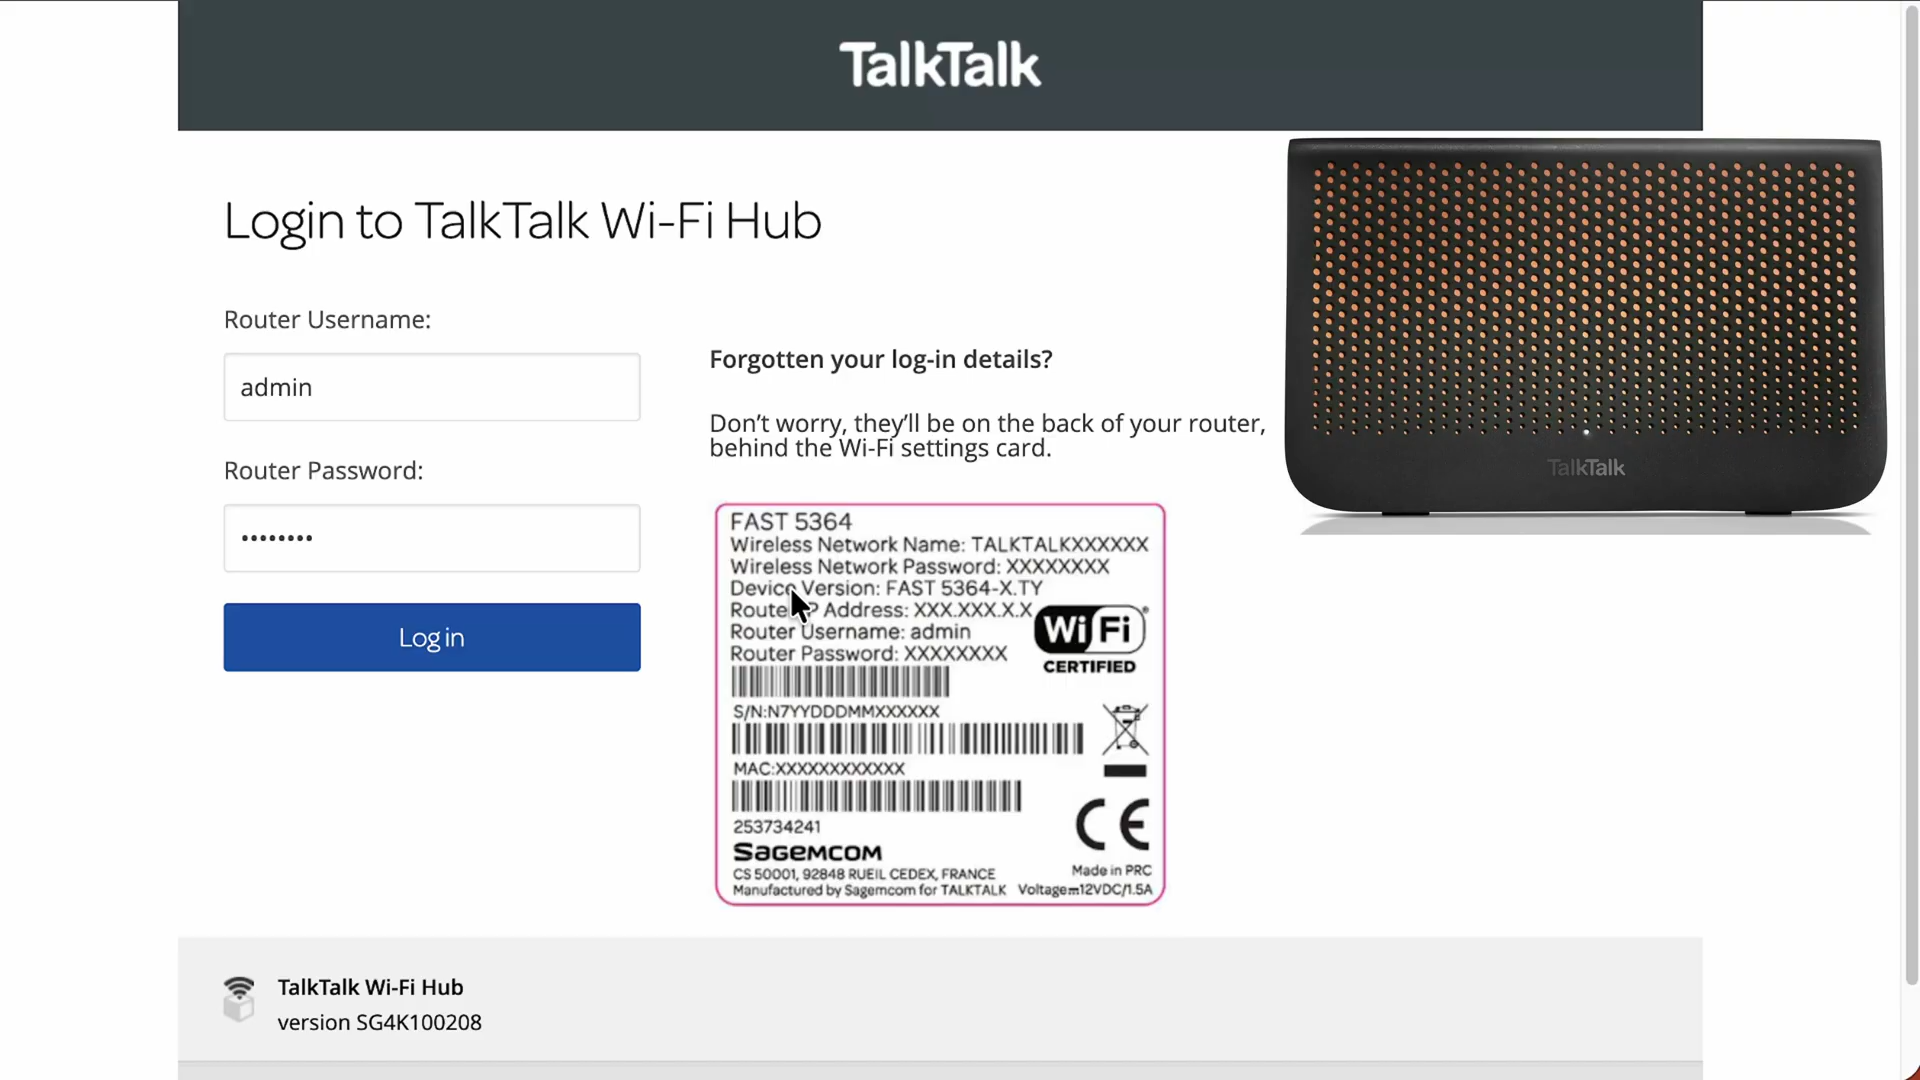 TalkTalk
Login to TalkTalk Wi-Fi Hub
Router Username:
admin
Router Password:
••••••••
Log in
Forgotten your log-in details?
Don't worry, they'll be on the back of your router,
behind the Wi-Fi settings card.
FAST 5364
Wireless Network Name: TALKTALKXXXXXX
Wireless Network Password: XXXXXXXX
Device Version: FAST 5364-X.TY
Router IP Address: XXX.XXX.X.X
Router Username: admin
Router Password: XXXXXXXX
WiFi
CERTIFIED
S/N:N7YYDDDMMXXXXXX
MAC:XXXXXXXXXXXX
253734241
CE
SAGEMCOM
CS 50001, 92848 RUEIL CEDEX, FRANCE
Made in PRC
Manufactured by Sagemcom for TALKTALK Voltage⎓12VDC/1.5A
TalkTalk
TalkTalk Wi-Fi Hub
version SG4K100208